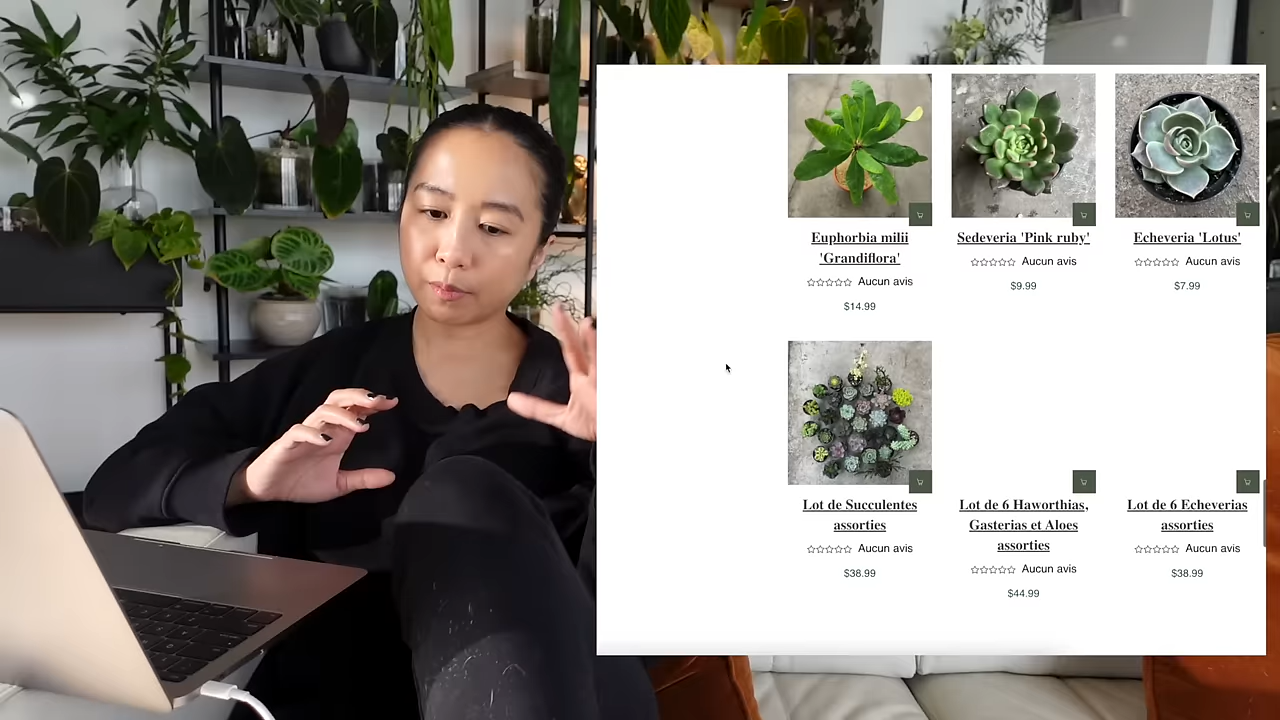 Euphorbia milii
'Grandiflora'
Aucun avis
$14.99
Sedeveria 'Pink ruby'
Aucun avis
$9.99
Echeveria 'Lotus'
Aucun avis
$7.99
Lot de Succulentes
assorties
Aucun avis
$38.99
Lot de 6 Haworthias,
Gasterias et Aloes
assorties
Aucun avis
$44.99
Lot de 6 Echeverias
assorties
Aucun avis
$38.99